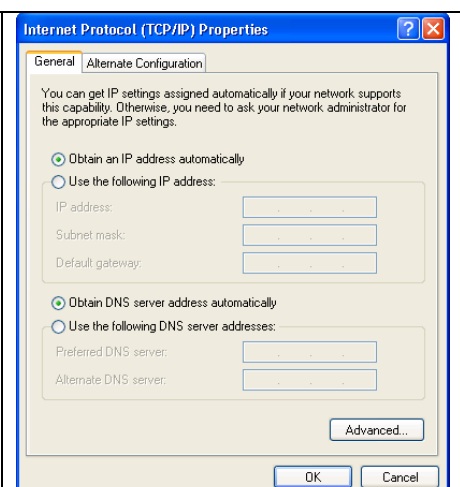 Internet Protocol (TCP/IP) Properties
General
Alternate Configuration
You can get IP settings assigned automatically if your network supports
this capability. Otherwise, you need to ask your network administrator for
the appropriate IP settings.
Obtain an IP address automatically
Use the following IP address:
IP address:
Subnet mask:
Default gateway:
Obtain DNS server address automatically
Use the following DNS server addresses:
Preferred DNS server:
Alternate DNS server:
Advanced...
OK
Cancel